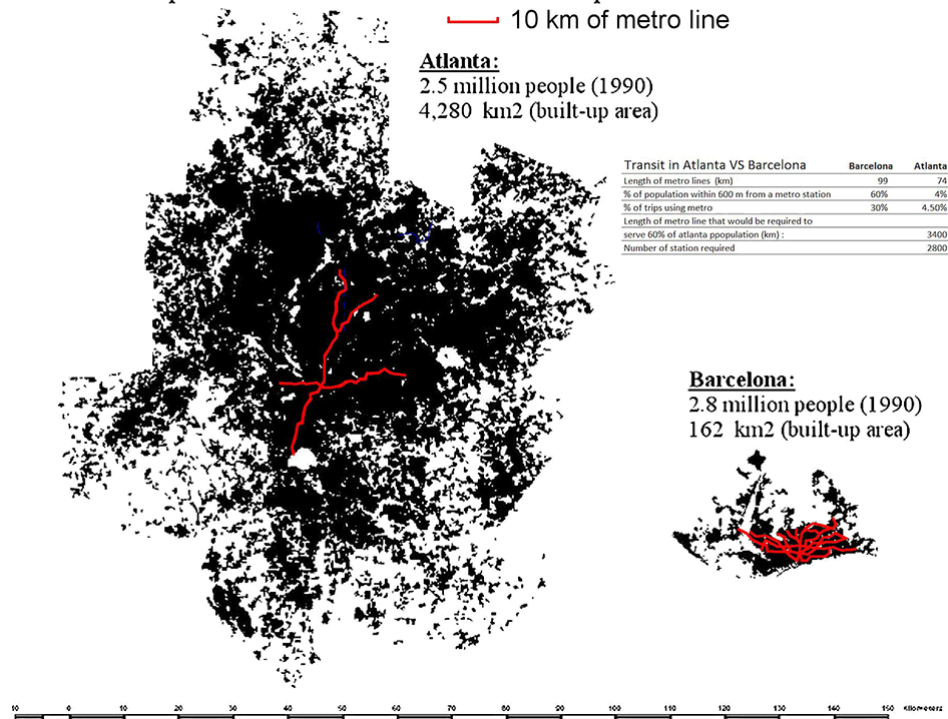 10 km of metro line
Atlanta:
2.5 million people (1990)
4,280 km2 (built-up area)
Transit in Atlanta VS Barcelona Barcelona Atlanta
Length of metro lines (km) 99 74
% of population within 600 m from a metro station 60% 4%
% of trips using metro 30% 4.50%
Length of metro line that would be required to
serve 60% of atlanta ppopulation (km) : 3400
Number of station required 2800
Barcelona:
2.8 million people (1990)
162 km2 (built-up area)
10 0 10 20 30 40 50 60 70 80 90 100 110 120 130 140 150 Kilometers